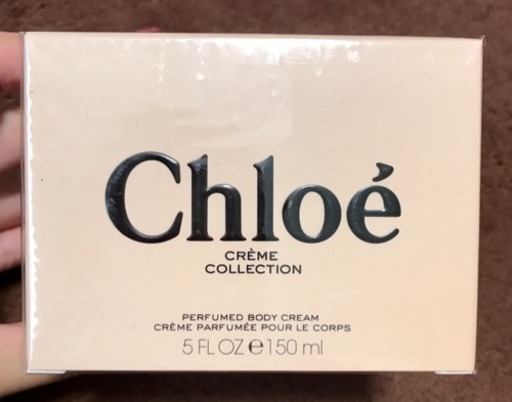 Chloé
CRÈME
COLLECTION
PERFUMED BODY CREAM
CRÈME PARFUMÉE POUR LE CORPS
5 FL OZ ℮ 150 ml